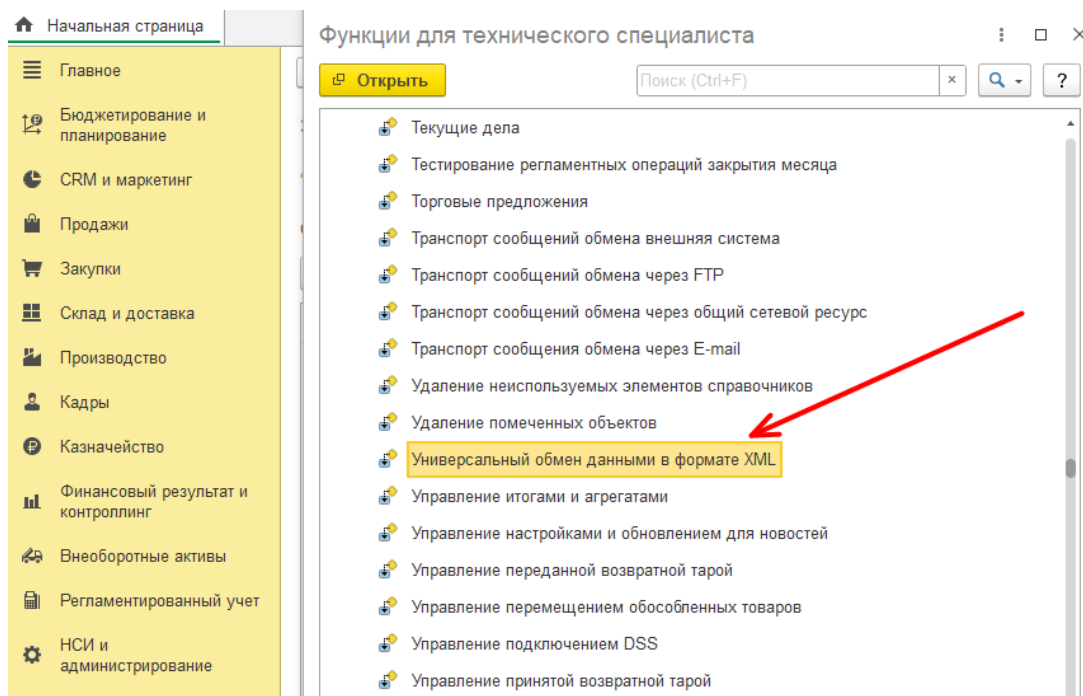 Начальная страница
Главное
Бюджетирование и
планирование
CRM и маркетинг
Продажи
Закупки
Склад и доставка
Производство
Кадры
Казначейство
Финансовый результат и
контроллинг
Внеоборотные активы
Регламентированный учет
НСИ и
администрирование
Функции для технического специалиста
Открыть
Поиск (Ctrl+F)
×
?
Текущие дела
Тестирование регламентных операций закрытия месяца
Торговые предложения
Транспорт сообщений обмена внешняя система
Транспорт сообщений обмена через FTP
Транспорт сообщений обмена через общий сетевой ресурс
Транспорт сообщения обмена через E-mail
Удаление неиспользуемых элементов справочников
Удаление помеченных объектов
Универсальный обмен данными в формате XML
Управление итогами и агрегатами
Управление настройками и обновлением для новостей
Управление переданной возвратной тарой
Управление перемещением обособленных товаров
Управление подключением DSS
Управление принятой возвратной тарой